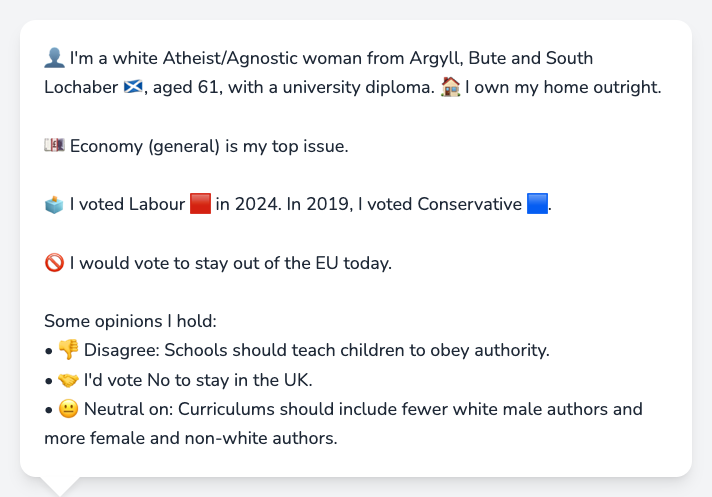 👤 I'm a white Atheist/Agnostic woman from Argyll, Bute and South
Lochaber 🏴󠁧󠁢󠁳󠁣󠁴󠁿, aged 61, with a university diploma. 🏠 I own my home outright.
💷 Economy (general) is my top issue.
🗳️ I voted Labour 🟥 in 2024. In 2019, I voted Conservative 🟦.
🚫 I would vote to stay out of the EU today.
Some opinions I hold:
• 👎 Disagree: Schools should teach children to obey authority.
• 🤝 I'd vote No to stay in the UK.
• 😐 Neutral on: Curriculums should include fewer white male authors and
more female and non-white authors.